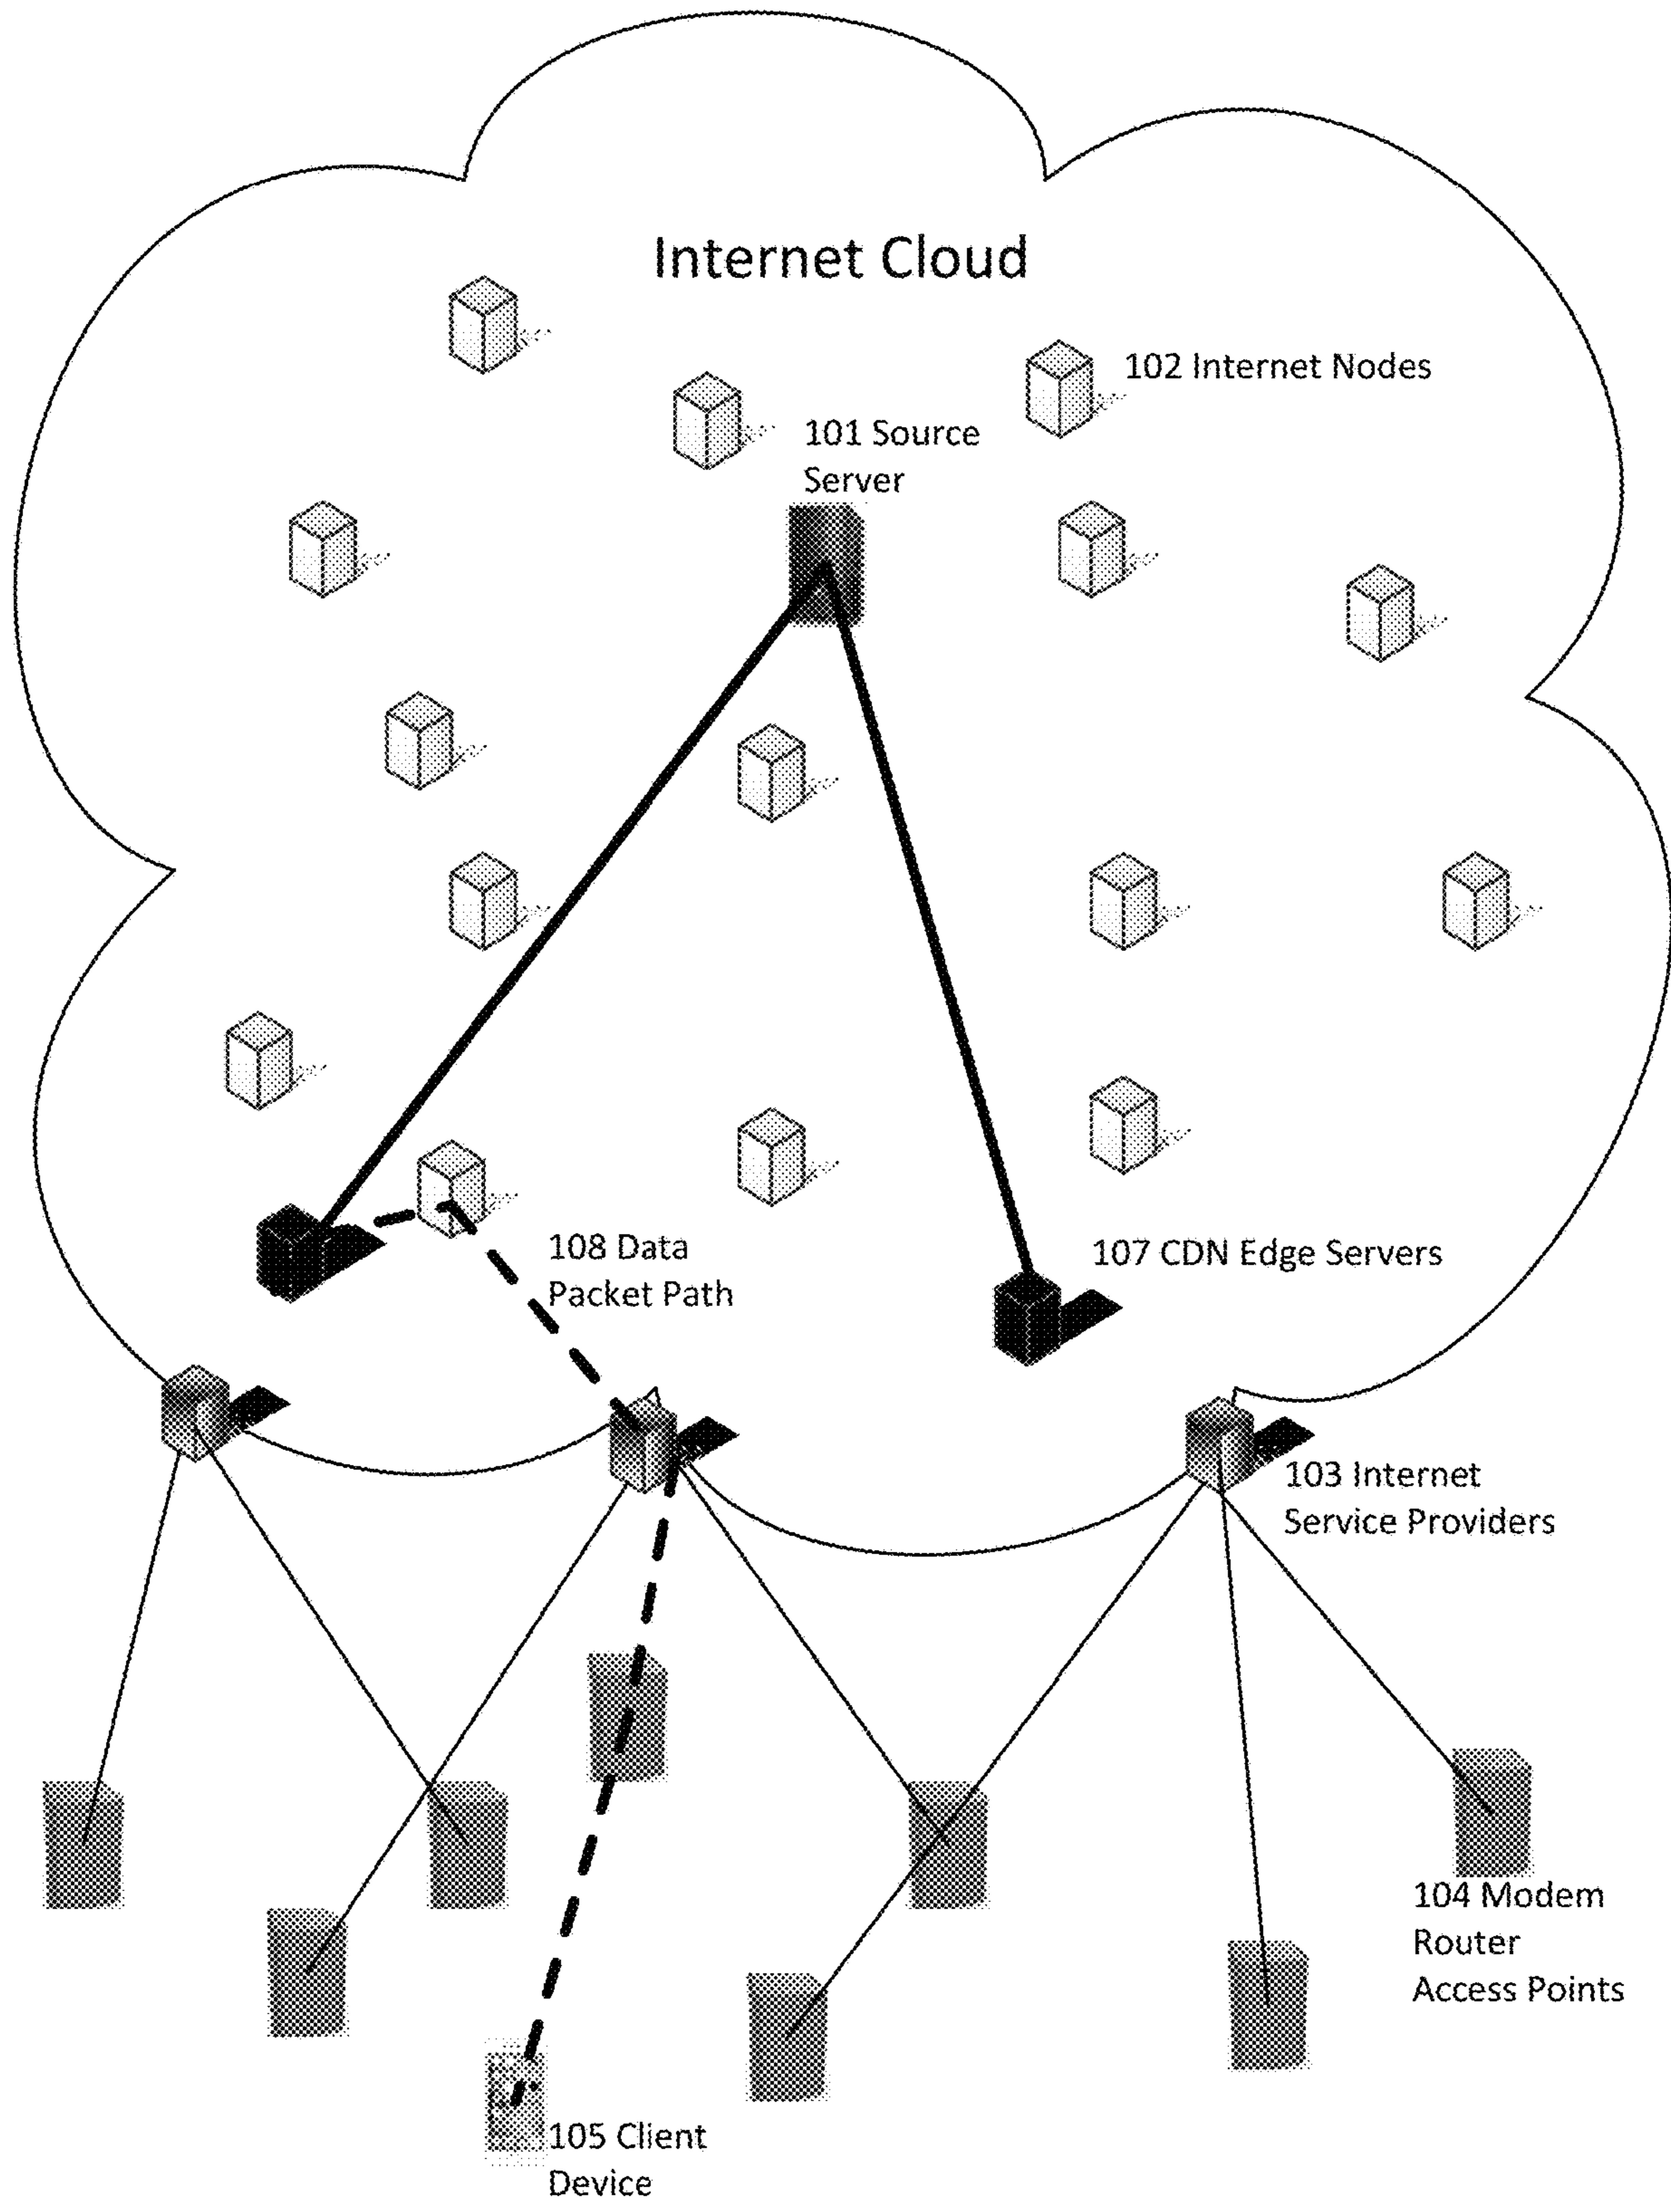 Internet Cloud
102 Internet Nodes
101 Source
Server
108 Data
Packet Path
107 CDN Edge Servers
103 Internet
Service Providers
104 Modem
Router
Access Points
105 Client
Device